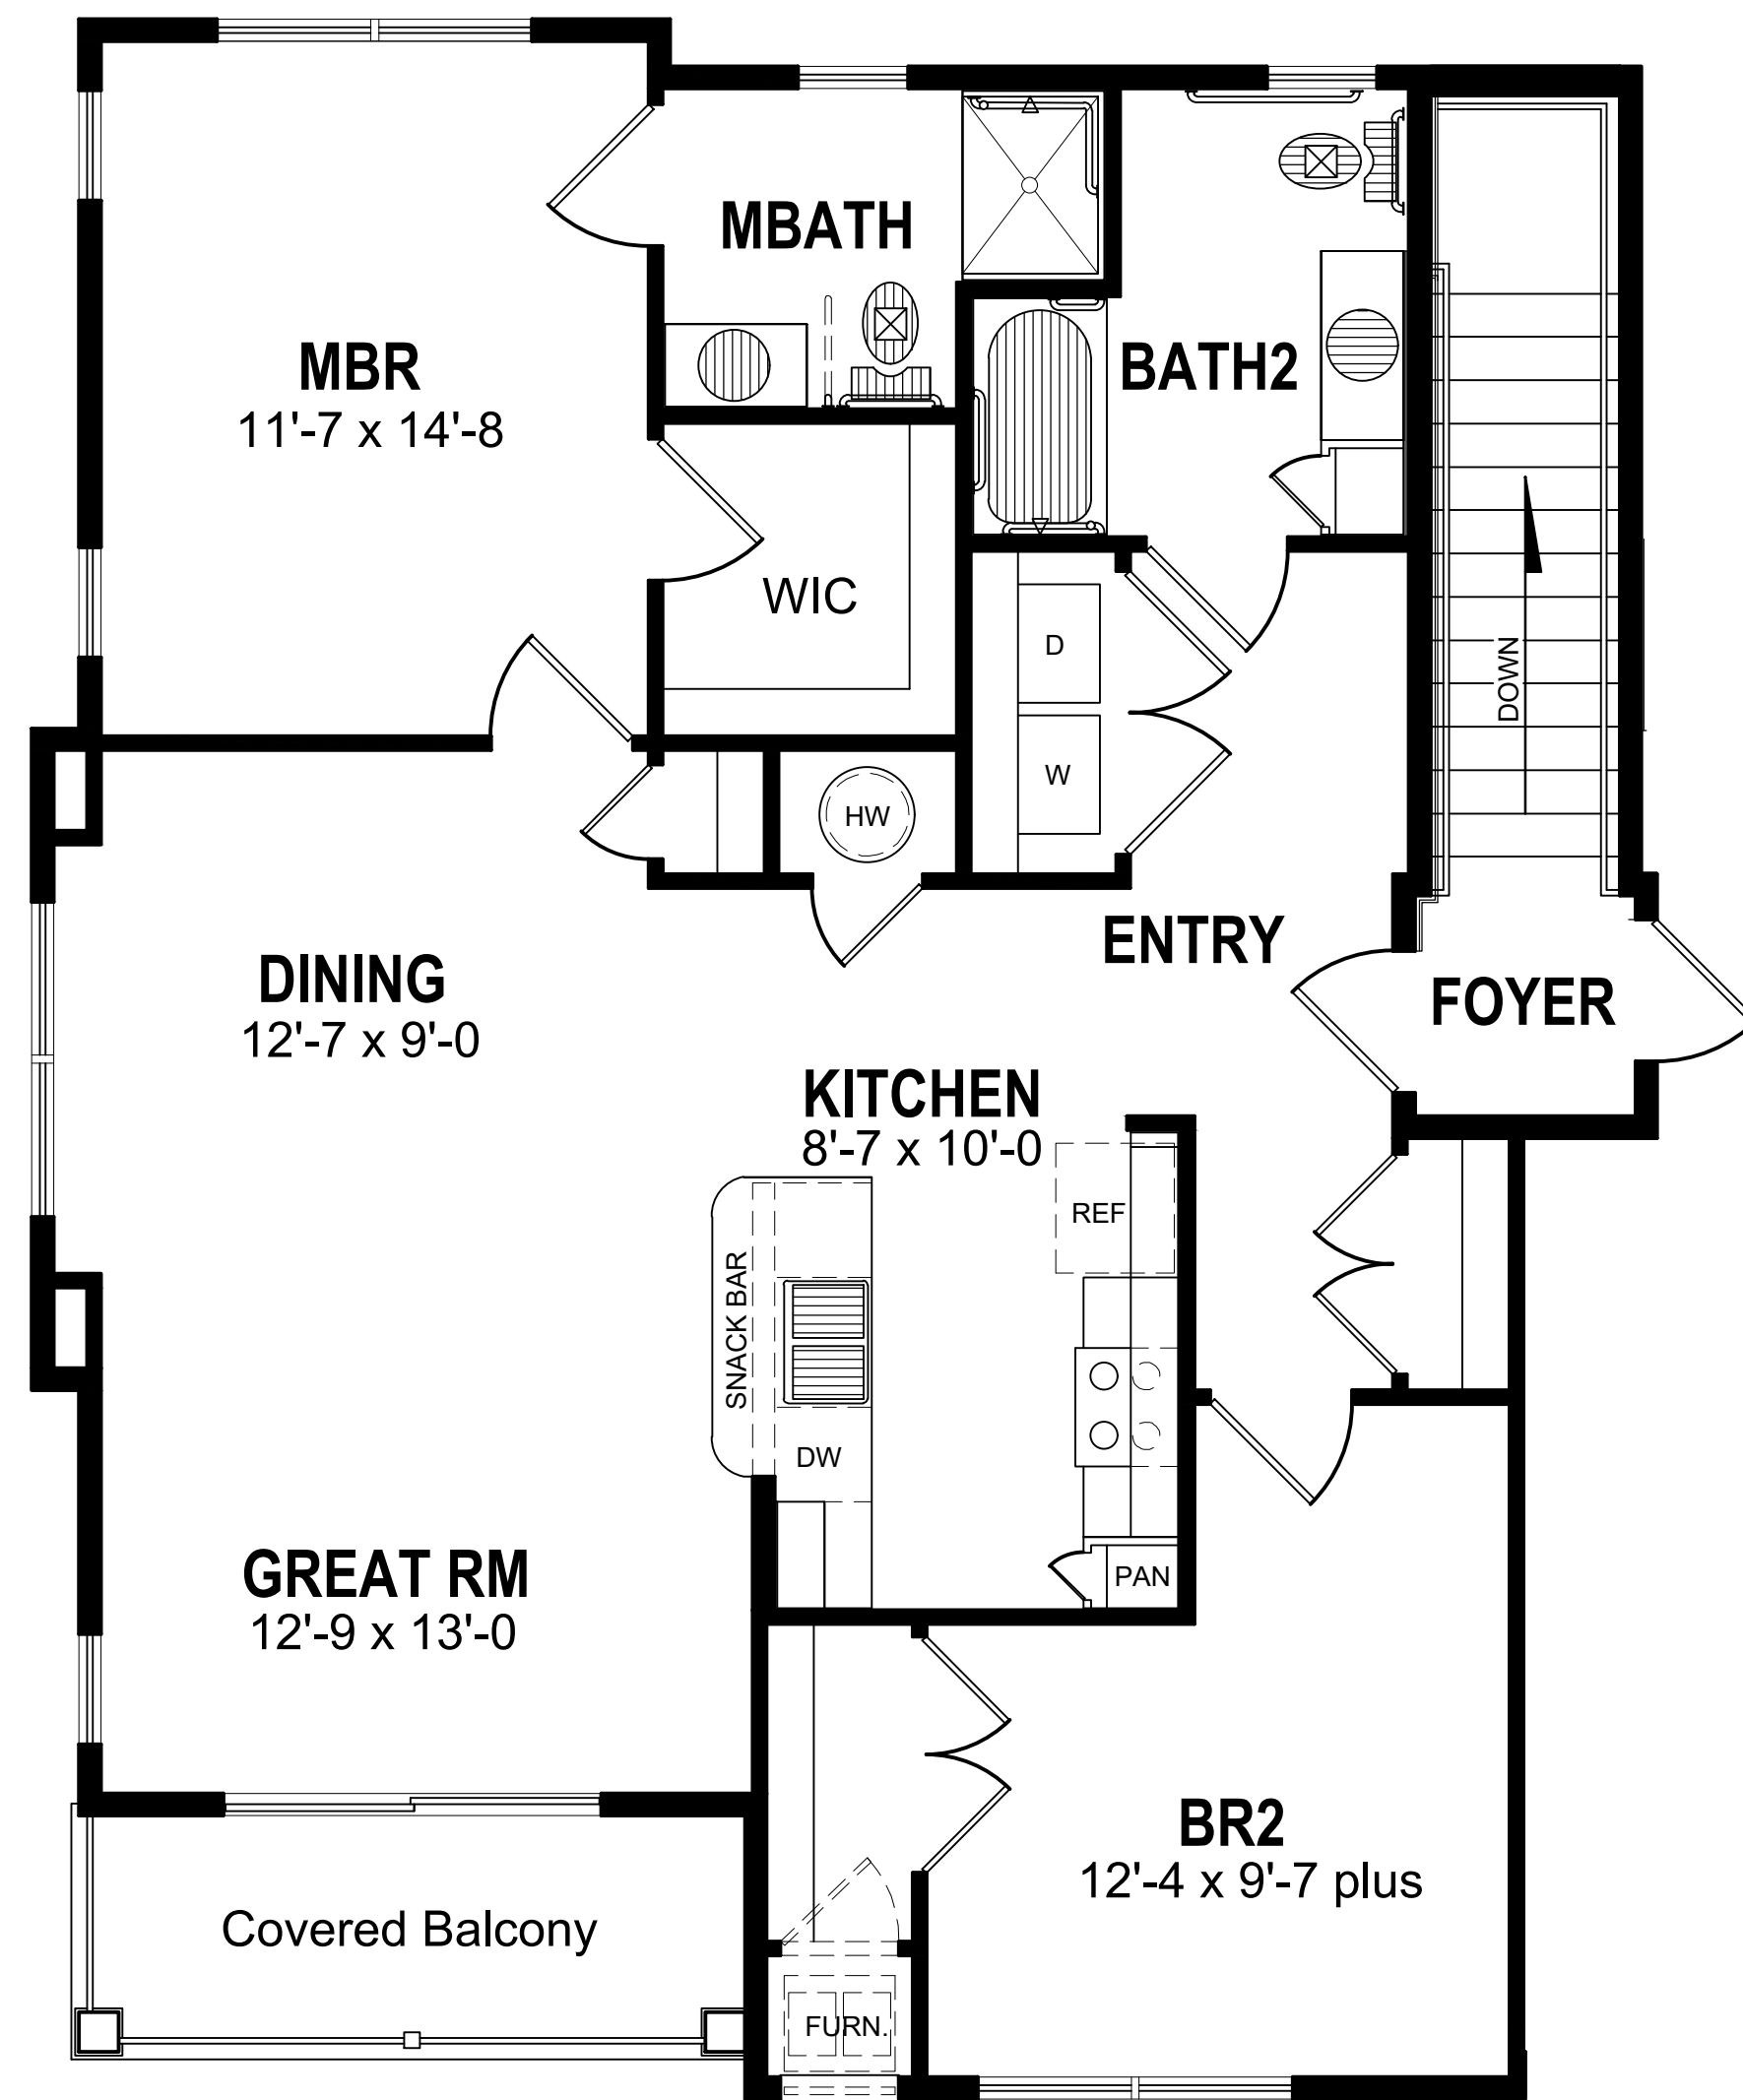 MBATH
MBR
11'-7 x 14'-8
BATH2
WIC
D
DOWN
W
HW
ENTRY
DINING
12'-7 x 9'-0
FOYER
KITCHEN
8'-7 x 10'-0
REF
SNACK BAR
DW
GREAT RM
12'-9 x 13'-0
PAN
BR2
12'-4 x 9'-7 plus
Covered Balcony
FURN.